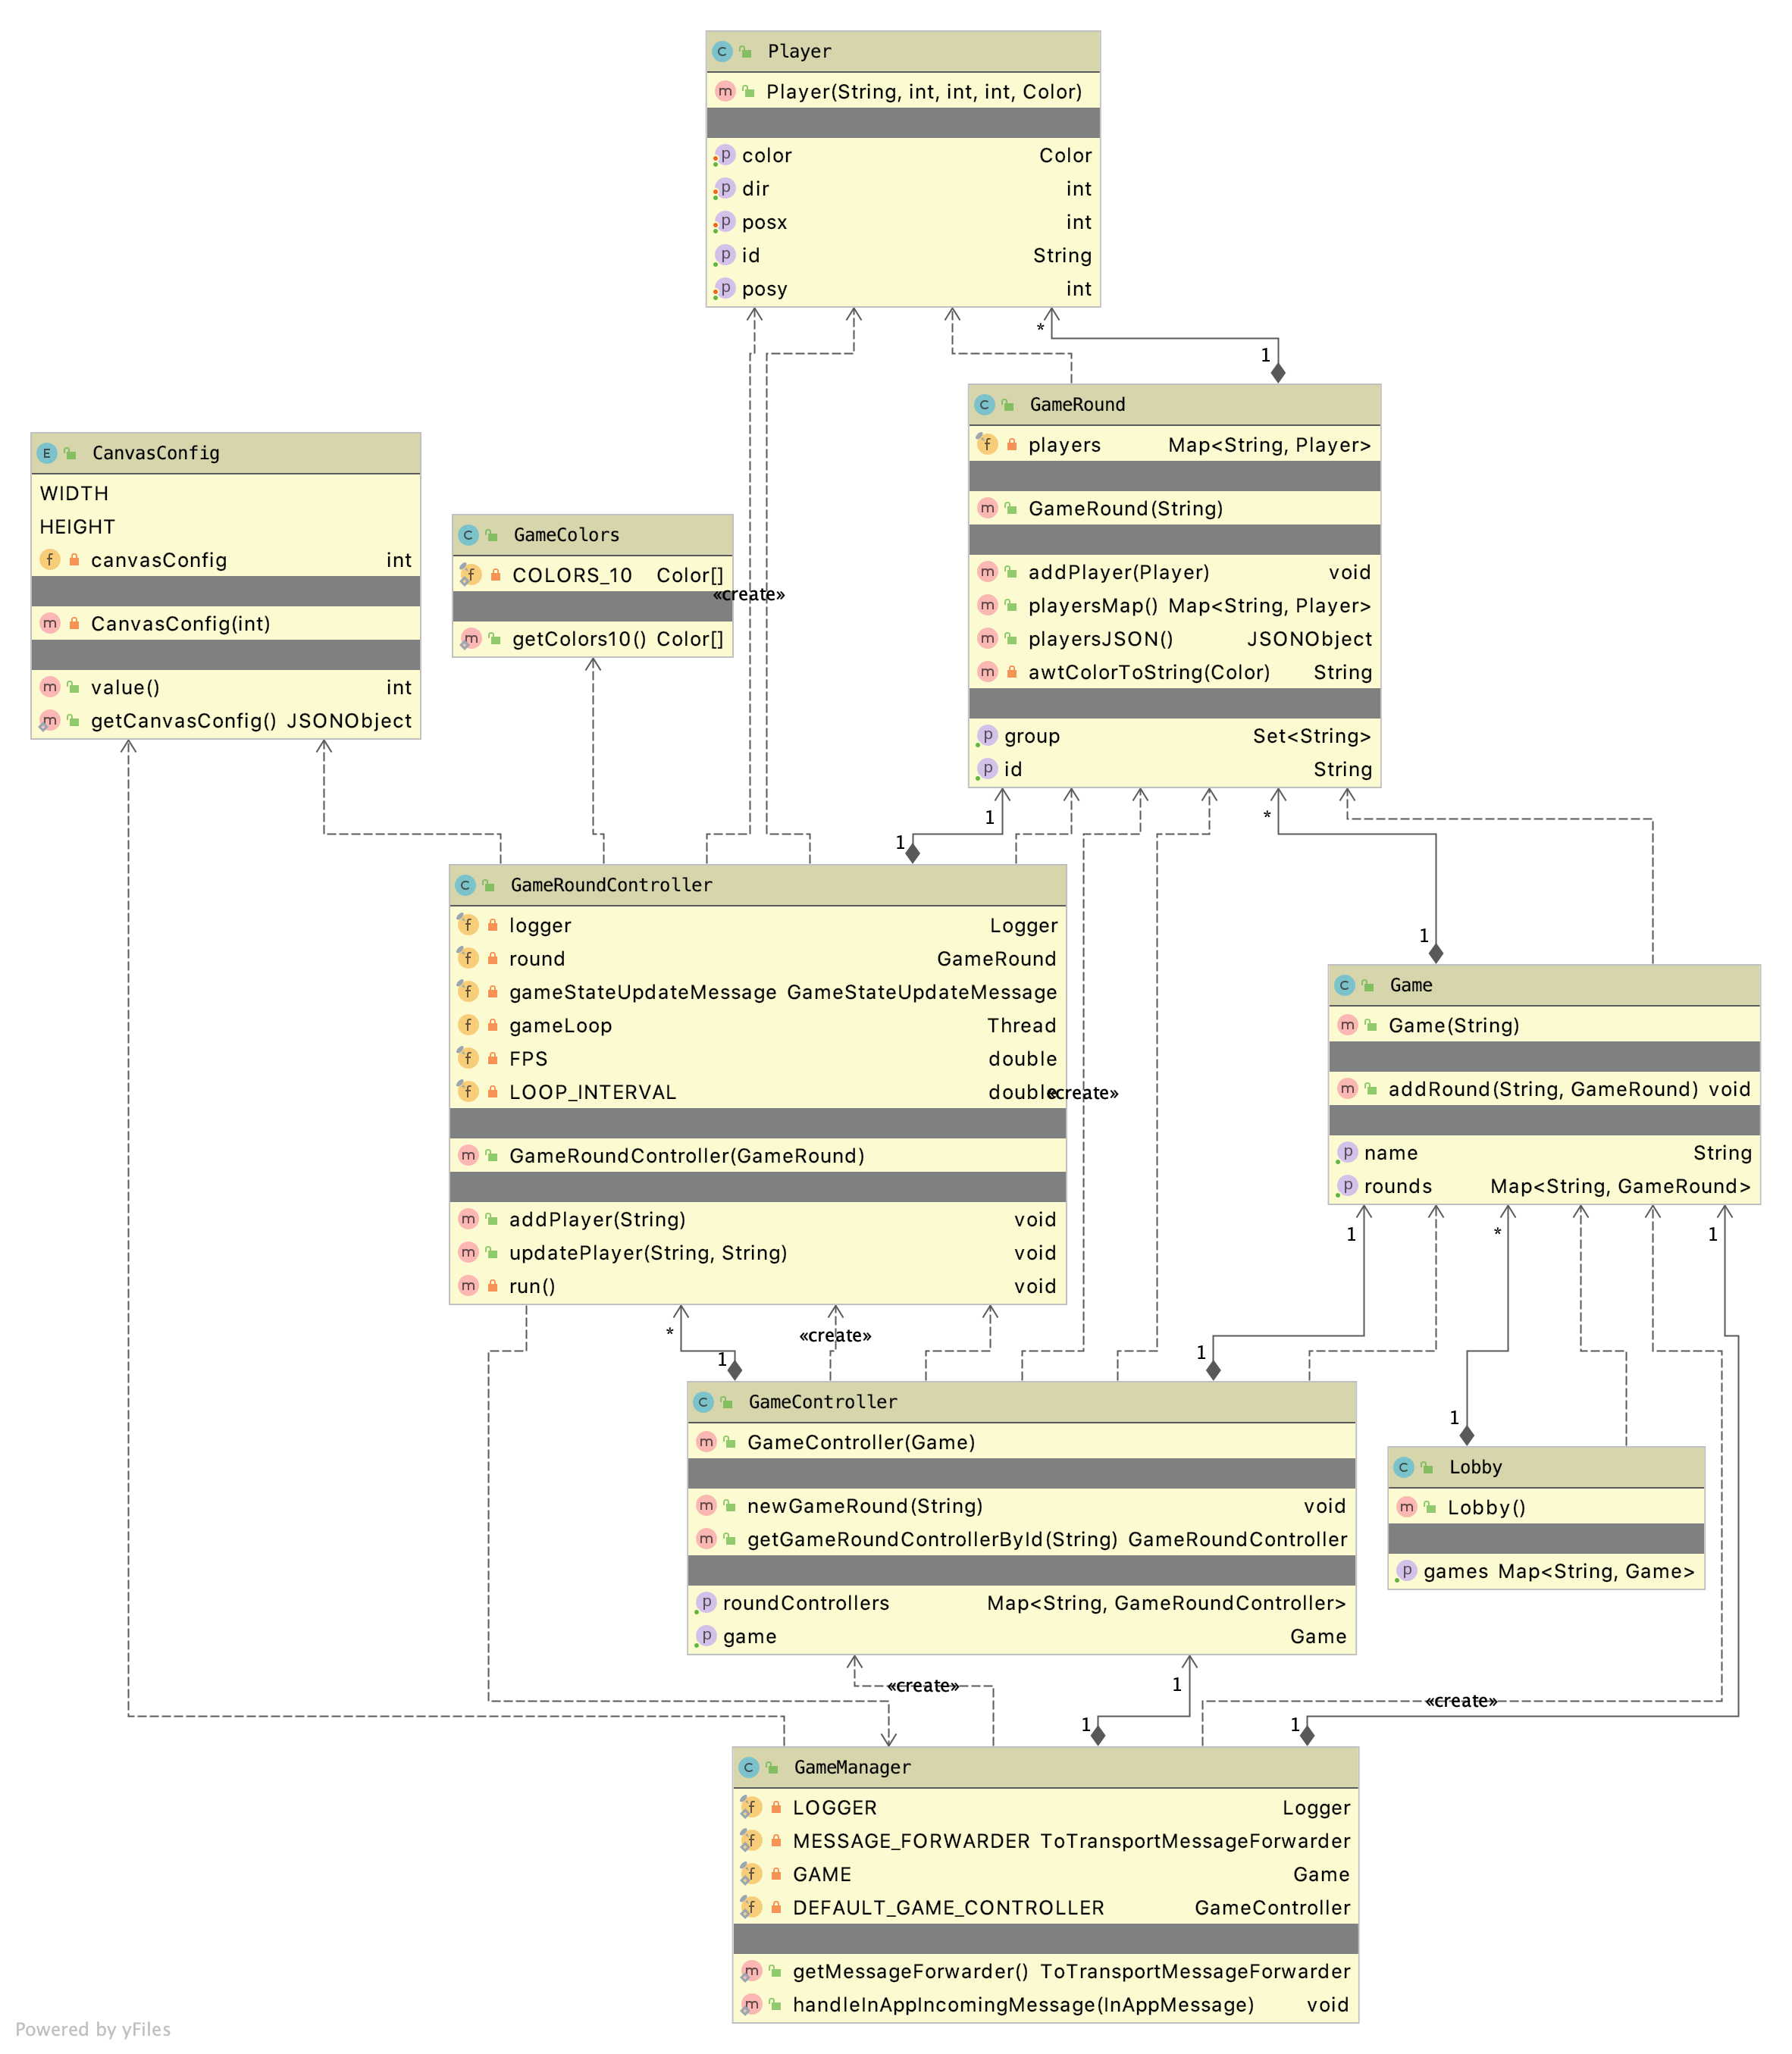 Player
Player(String, int, int, int, Color)
color Color
dir int
posx int
id String
posy int
*
1
GameRound
players Map<String, Player>
GameRound(String)
addPlayer(Player) void
playersMap() Map<String, Player>
playersJSON() JSONObject
awtColorToString(Color) String
group Set<String>
id String
CanvasConfig
WIDTH
HEIGHT
canvasConfig int
CanvasConfig(int)
value() int
getCanvasConfig() JSONObject
GameColors
COLORS_10 Color[]
getColors10() Color[]
«create»
1
1
*
1
GameRoundController
logger Logger
round GameRound
gameStateUpdateMessage GameStateUpdateMessage
gameLoop Thread
FPS double
LOOP_INTERVAL double
«create»
GameRoundController(GameRound)
addPlayer(String) void
updatePlayer(String, String) void
run() void
Game
Game(String)
addRound(String, GameRound) void
name String
rounds Map<String, GameRound>
*
1
«create»
1
1
*
1
1
GameController
GameController(Game)
newGameRound(String) void
getGameRoundControllerById(String) GameRoundController
roundControllers Map<String, GameRoundController>
game Game
Lobby
Lobby()
games Map<String, Game>
«create»
1
1
«create»
1
GameManager
LOGGER Logger
MESSAGE_FORWARDER ToTransportMessageForwarder
GAME Game
DEFAULT_GAME_CONTROLLER GameController
getMessageForwarder() ToTransportMessageForwarder
handleInAppIncomingMessage(InAppMessage) void
Powered by yFiles